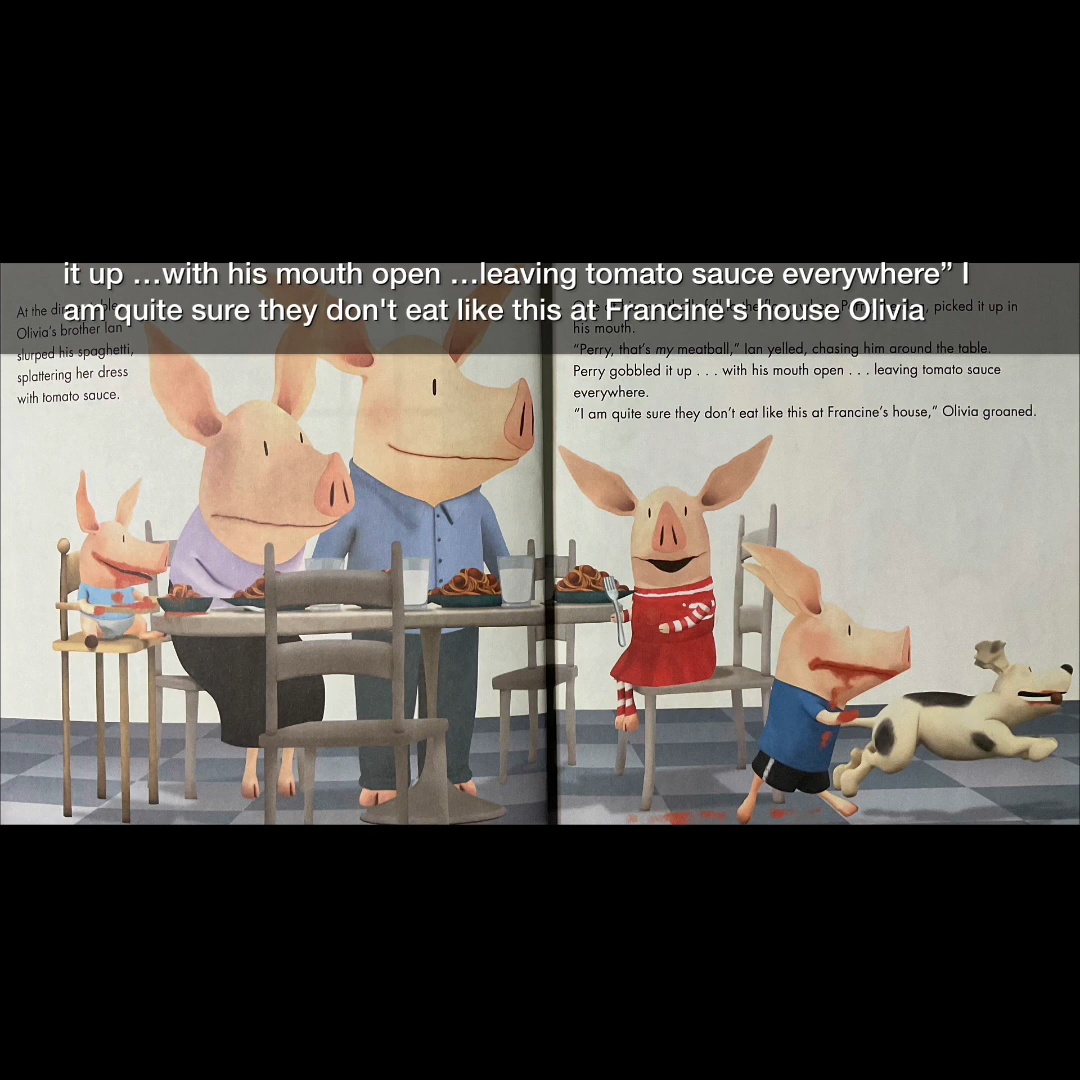 it up ...with his mouth open ...leaving tomato sauce everywhere” I
am quite sure they don't eat like this at Francine's house Olivia
At the
Olivia’s brother Ian
slurped his spaghetti,
splattering her dress
with tomato sauce.
picked it up in
his mouth.
“Perry, that’s my meatball,” Ian yelled, chasing him around the table.
Perry gobbled it up . . . with his mouth open . . . leaving tomato sauce
everywhere.
“I am quite sure they don’t eat like this at Francine’s house,” Olivia groaned.